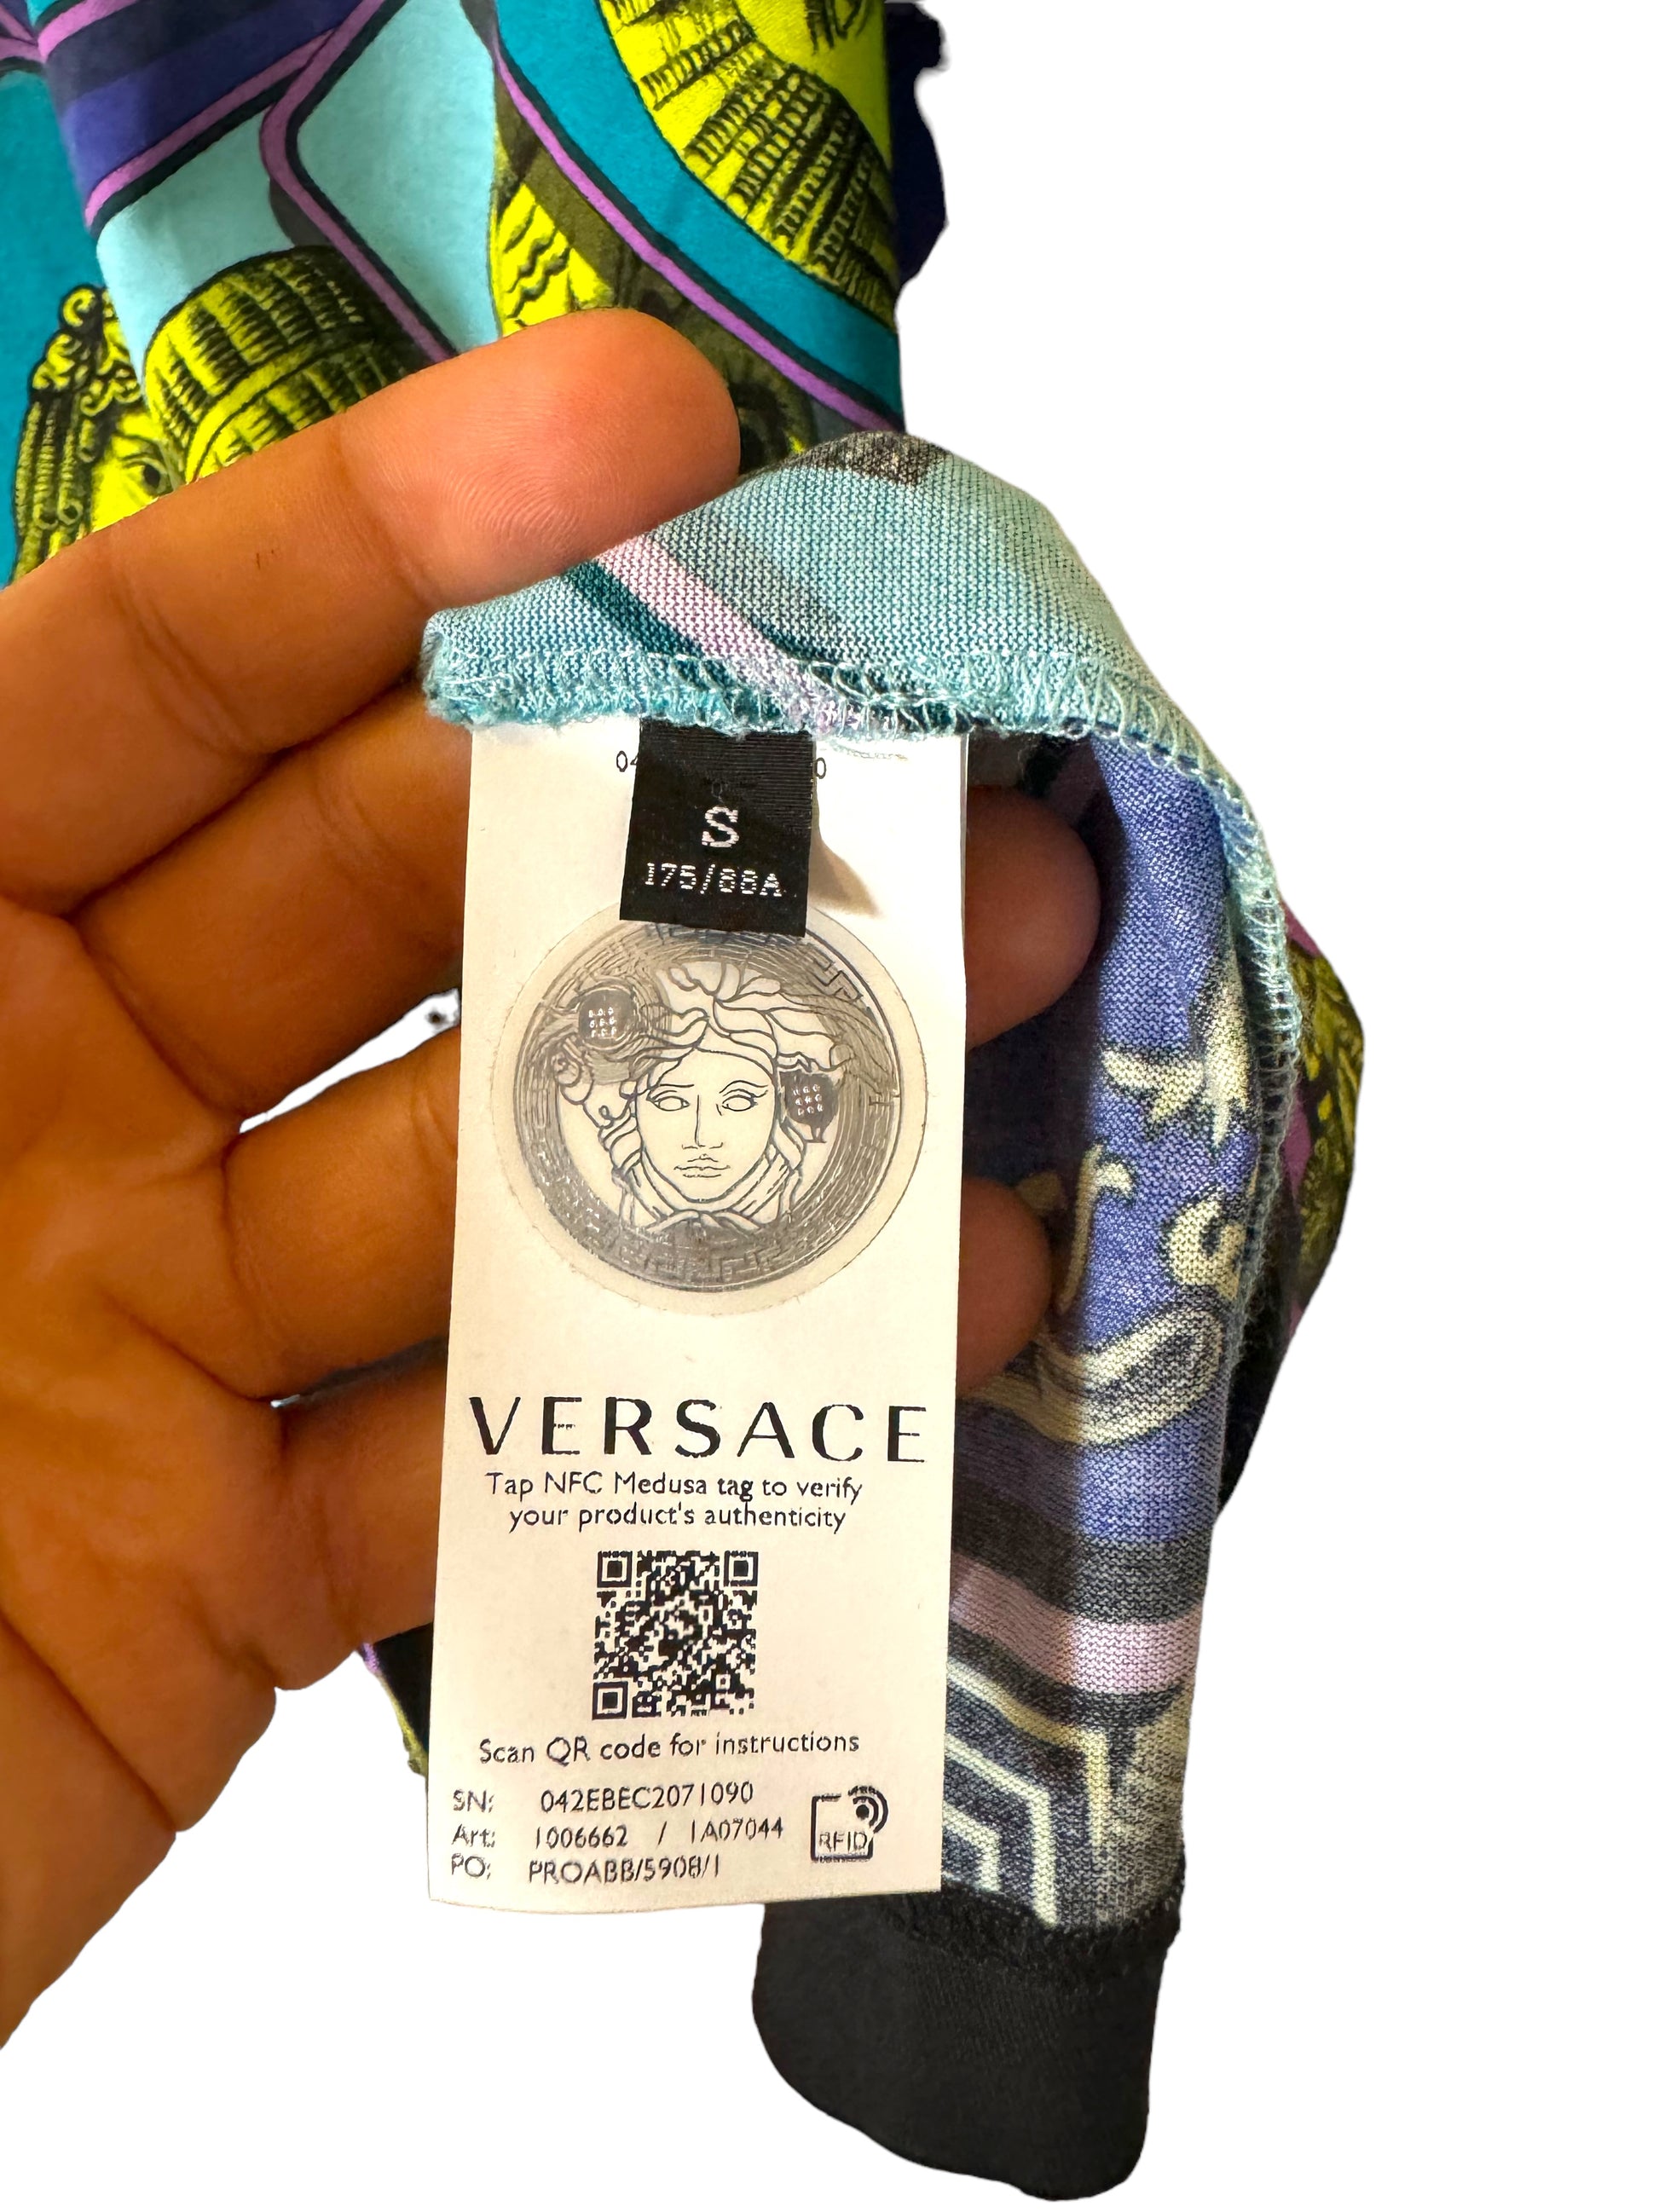 S
175/88A
VERSACE
Tap NFC Medusa tag to verify
your product's authenticity
Scan QR code for instructions
SN: 042EBEC2071090
Art: 1006662 / 1A07044
PO: PROABB/5908/1
RFID